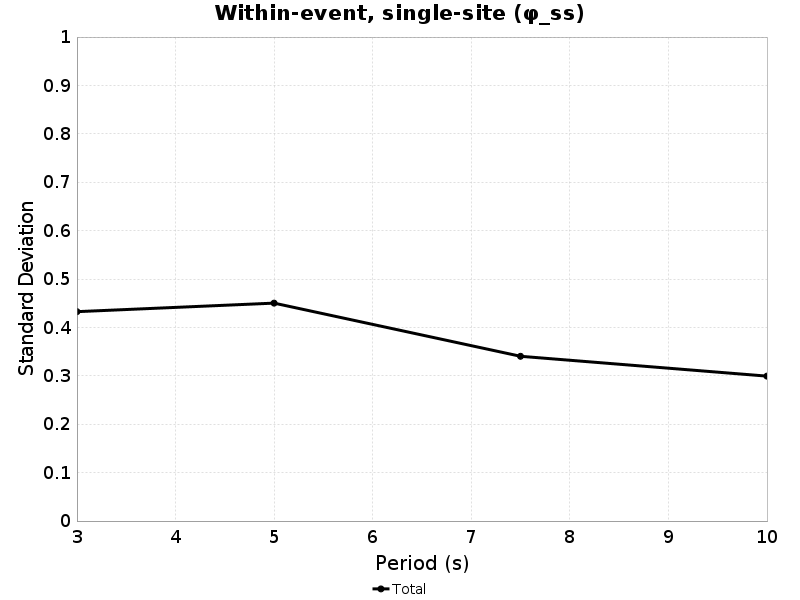 Within-event, single-site (φ_ss)
1
0.9
0.8
0.7
0.6
0.5
0.4
0.3
0.2
0.1
0
Standard Deviation
3 4 5 6 7 8 9 10
Period (s)
Total